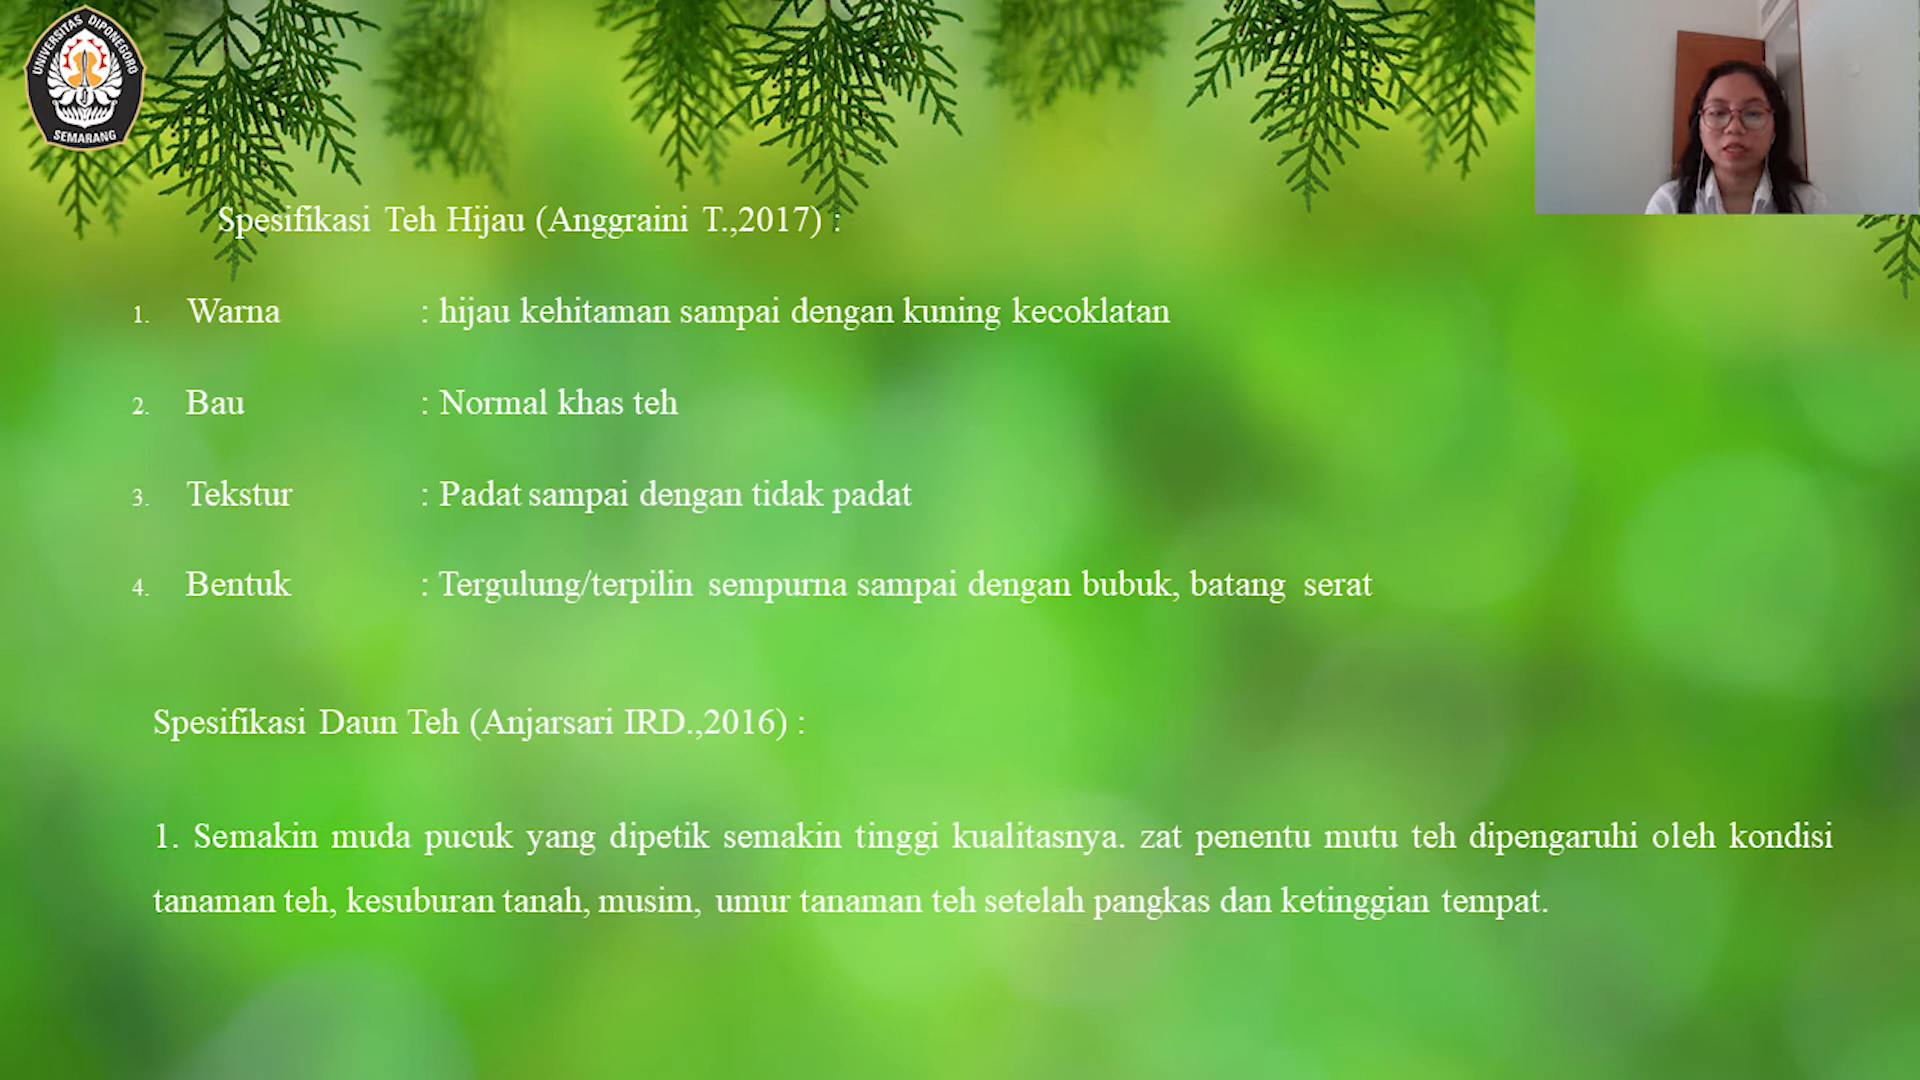 UNIVERSITAS DIPONEGORO
SEMARANG
Spesifikasi Teh Hijau (Anggraini T.,2017) :
1. Warna : hijau kehitaman sampai dengan kuning kecoklatan
2. Bau : Normal khas teh
3. Tekstur : Padat sampai dengan tidak padat
4. Bentuk : Tergulung/terpilin sempurna sampai dengan bubuk, batang serat
Spesifikasi Daun Teh (Anjarsari IRD.,2016) :
1. Semakin muda pucuk yang dipetik semakin tinggi kualitasnya. zat penentu mutu teh dipengaruhi oleh kondisi
tanaman teh, kesuburan tanah, musim, umur tanaman teh setelah pangkas dan ketinggian tempat.